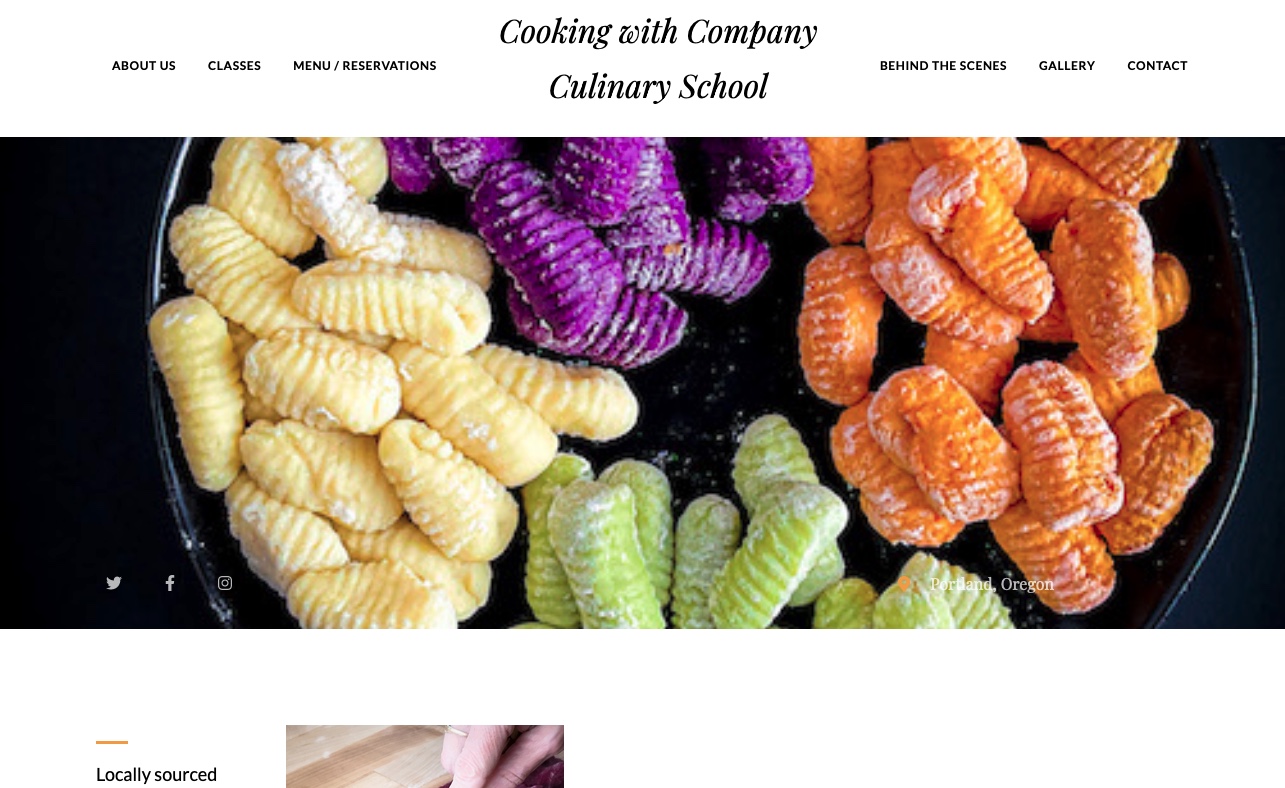 Cooking with Company
Culinary School
ABOUT US
CLASSES
MENU / RESERVATIONS
BEHIND THE SCENES
GALLERY
CONTACT
Portland, Oregon
Locally sourced